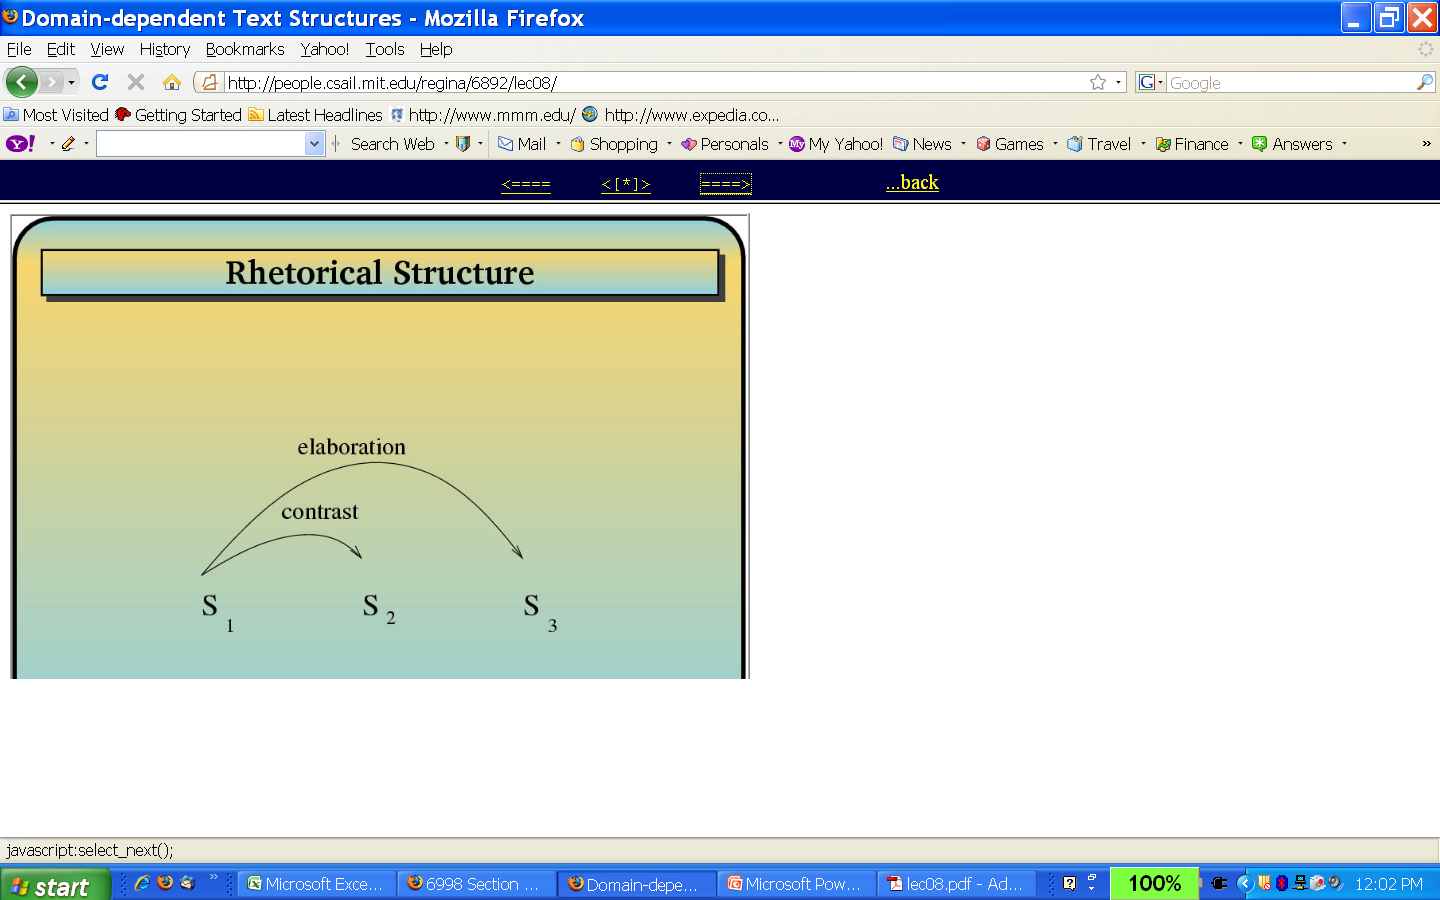 Domain-dependent Text Structures - Mozilla Firefox
File Edit View History Bookmarks Yahoo! Tools Help
http://people.csail.mit.edu/regina/6892/lec08/ G Google
Most Visited Getting Started Latest Headlines http://www.mmm.edu/ http://www.expedia.co...
Y! Search Web Mail Shopping Personals My My Yahoo! News Games Travel Finance Answers »
<==== <[*]> ====> ...back
Rhetorical Structure
elaboration
contrast
S 1 S 2 S 3
javascript:select_next();
start » Microsoft Exce... 6998 Section ... Domain-depe... Microsoft Pow... lec08.pdf - Ad... ? 100% 12:02 PM